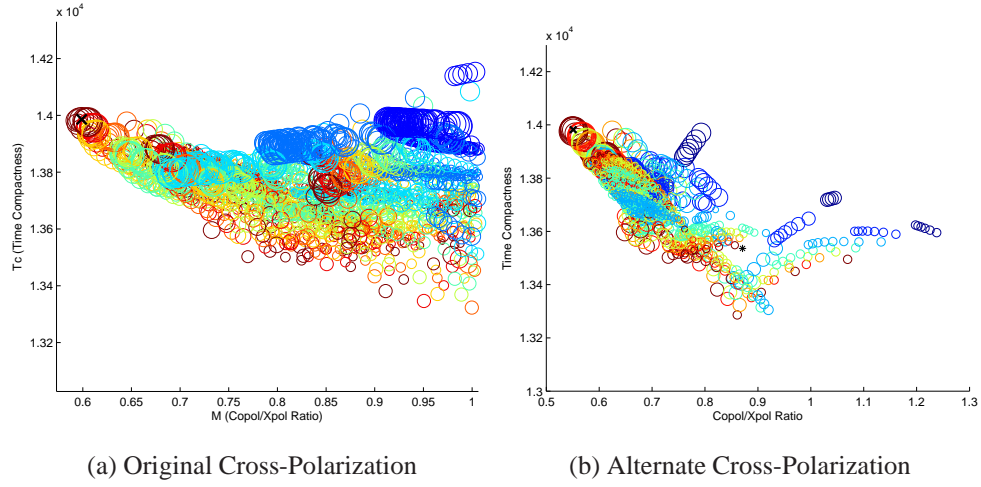 x 10⁴
1.42
1.4
1.38
1.36
1.34
1.32
Tc (Time Compactness)
0.6 0.65 0.7 0.75 0.8 0.85 0.9 0.95 1
M (Copol/Xpol Ratio)
(a) Original Cross-Polarization
x 10⁴
1.42
1.4
1.38
1.36
1.34
1.32
1.3
Time Compactness
0.5 0.6 0.7 0.8 0.9 1 1.1 1.2 1.3
Copol/Xpol Ratio
(b) Alternate Cross-Polarization